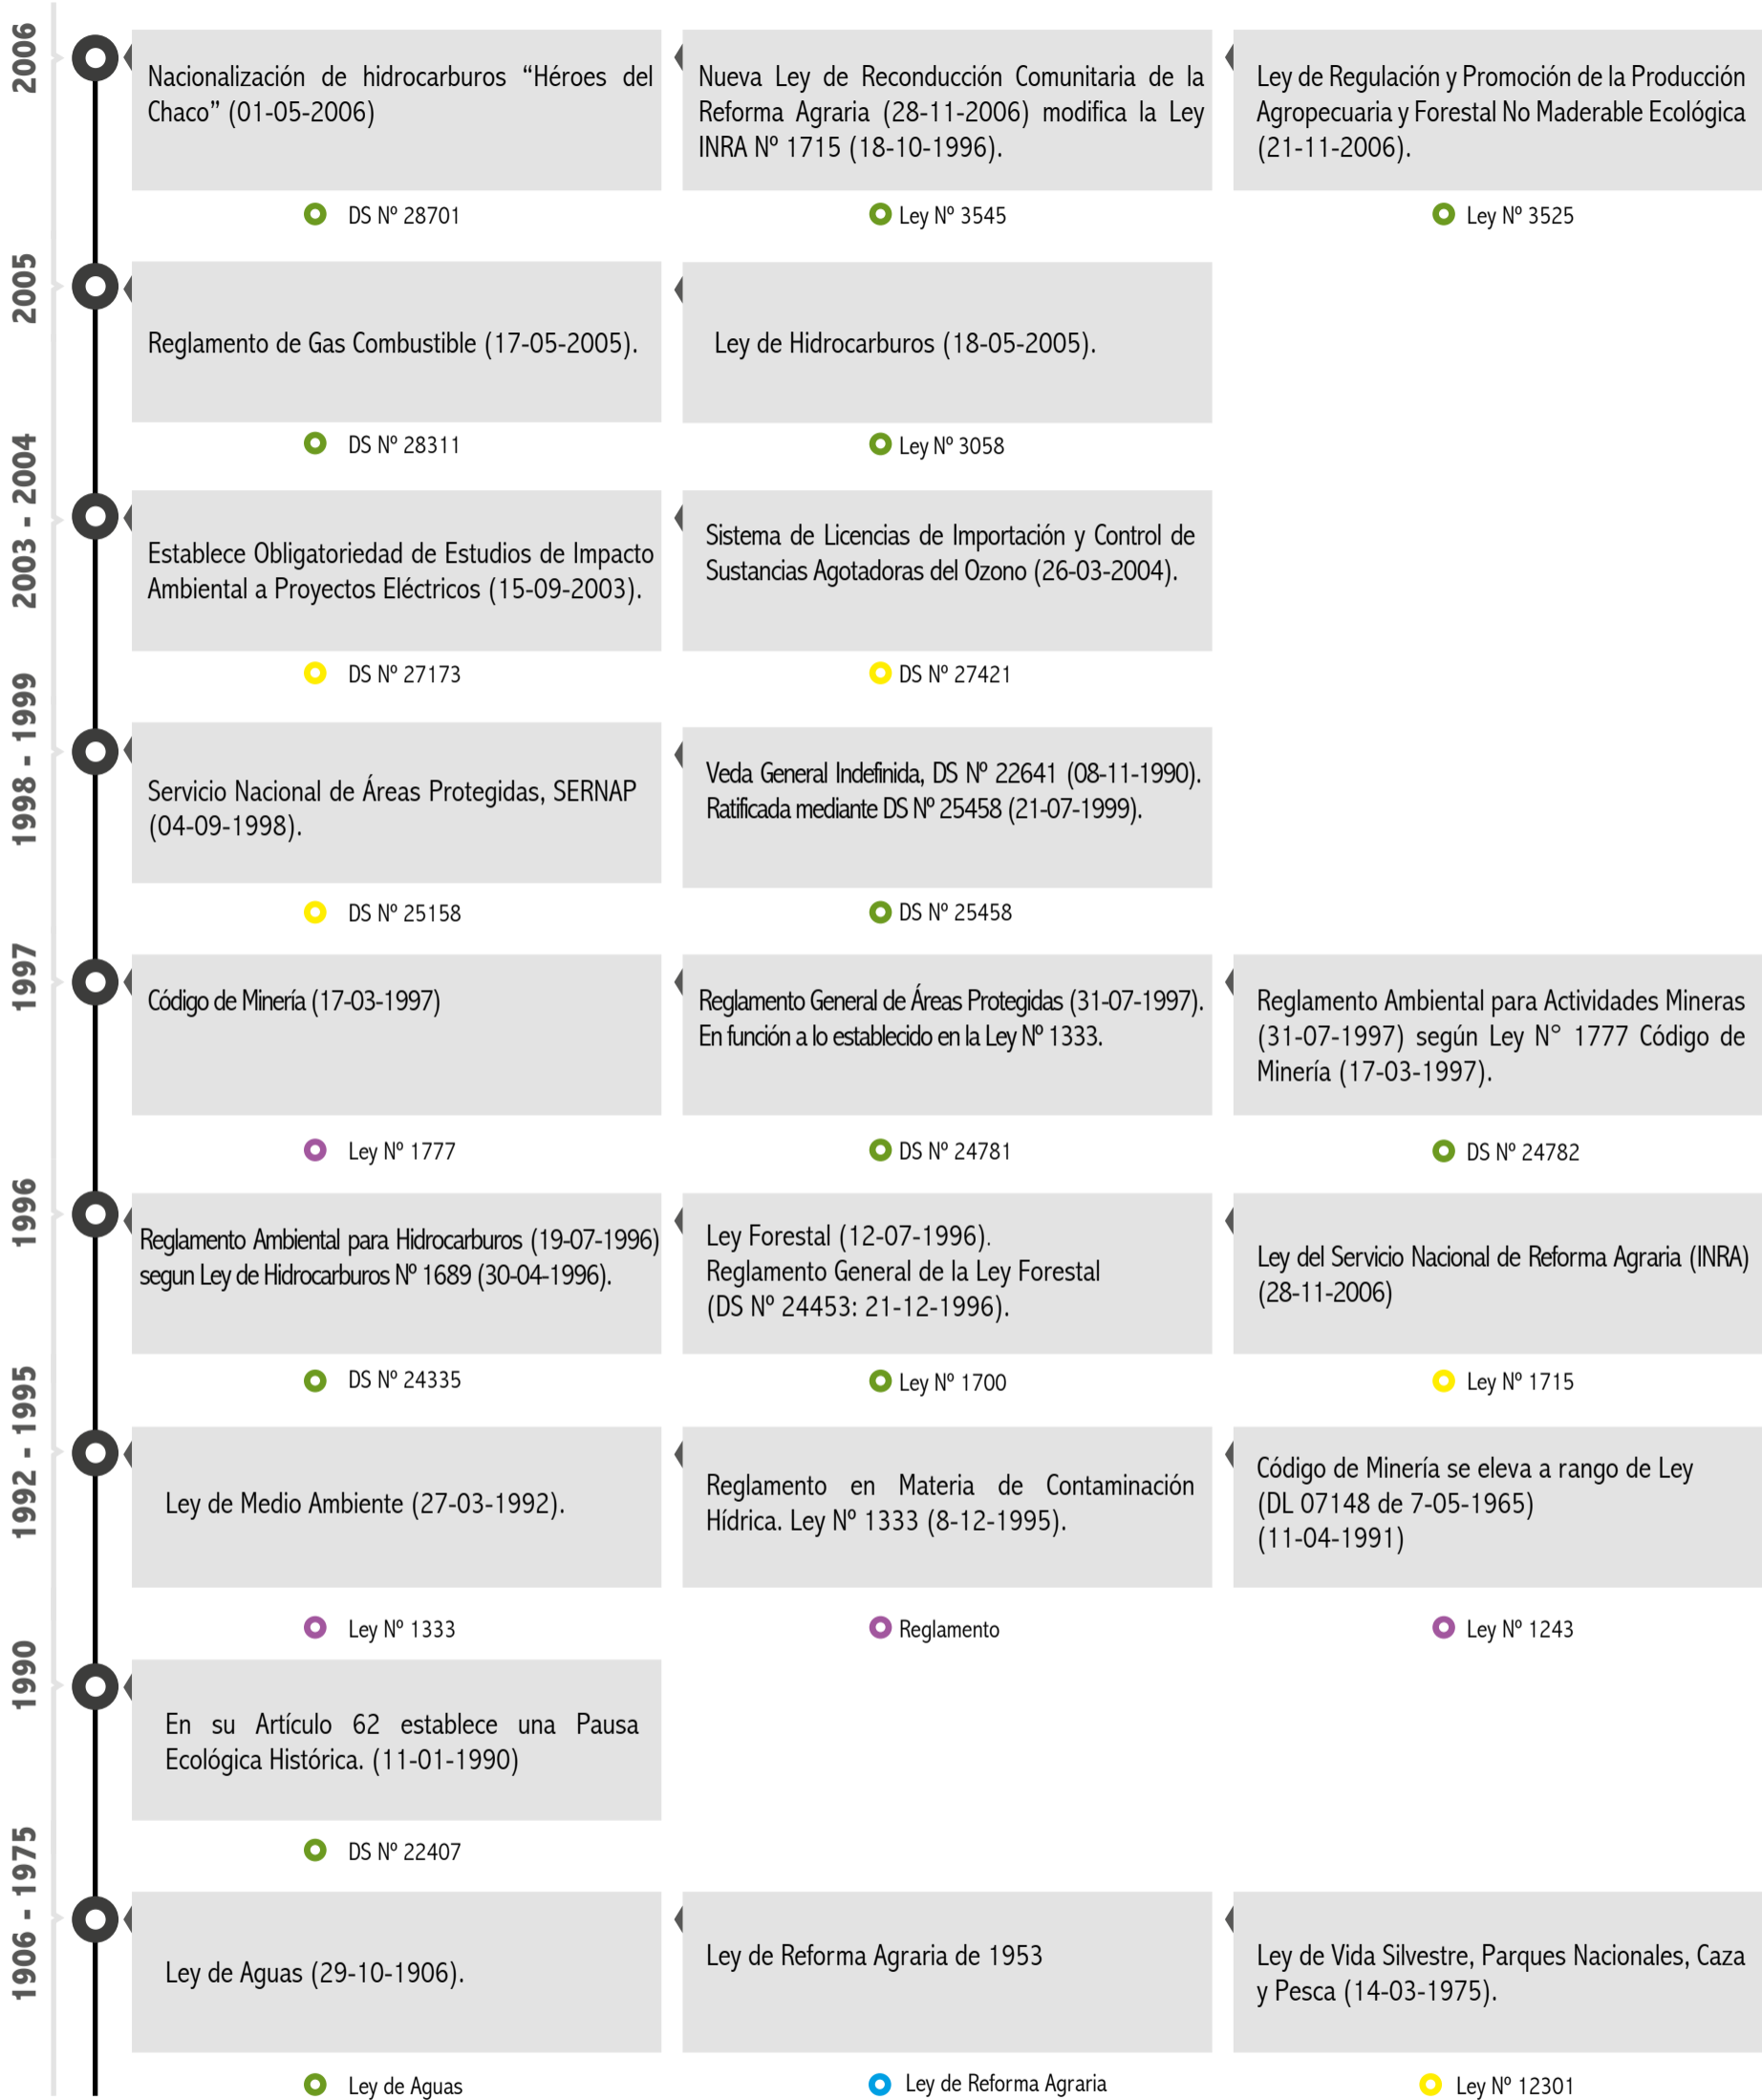 2006
Nacionalización de hidrocarburos “Héroes del
Chaco” (01-05-2006)
DS Nº 28701
Nueva Ley de Reconducción Comunitaria de la
Reforma Agraria (28-11-2006) modifica la Ley
INRA Nº 1715 (18-10-1996).
Ley Nº 3545
Ley de Regulación y Promoción de la Producción
Agropecuaria y Forestal No Maderable Ecológica
(21-11-2006).
Ley Nº 3525
2005
Reglamento de Gas Combustible (17-05-2005).
DS Nº 28311
Ley de Hidrocarburos (18-05-2005).
Ley Nº 3058
2003 - 2004
Establece Obligatoriedad de Estudios de Impacto
Ambiental a Proyectos Eléctricos (15-09-2003).
DS Nº 27173
Sistema de Licencias de Importación y Control de
Sustancias Agotadoras del Ozono (26-03-2004).
DS Nº 27421
1998 - 1999
Servicio Nacional de Áreas Protegidas, SERNAP
(04-09-1998).
DS Nº 25158
Veda General Indefinida, DS Nº 22641 (08-11-1990).
Ratificada mediante DS Nº 25458 (21-07-1999).
DS Nº 25458
1997
Código de Minería (17-03-1997)
Ley Nº 1777
Reglamento General de Áreas Protegidas (31-07-1997).
En función a lo establecido en la Ley Nº 1333.
DS Nº 24781
Reglamento Ambiental para Actividades Mineras
(31-07-1997) según Ley N° 1777 Código de
Minería (17-03-1997).
DS Nº 24782
1996
Reglamento Ambiental para Hidrocarburos (19-07-1996)
segun Ley de Hidrocarburos Nº 1689 (30-04-1996).
DS Nº 24335
Ley Forestal (12-07-1996).
Reglamento General de la Ley Forestal
(DS Nº 24453: 21-12-1996).
Ley Nº 1700
Ley del Servicio Nacional de Reforma Agraria (INRA)
(28-11-2006)
Ley Nº 1715
1992 - 1995
Ley de Medio Ambiente (27-03-1992).
Ley Nº 1333
Reglamento en Materia de Contaminación
Hídrica. Ley Nº 1333 (8-12-1995).
Reglamento
Código de Minería se eleva a rango de Ley
(DL 07148 de 7-05-1965)
(11-04-1991)
Ley Nº 1243
1990
En su Artículo 62 establece una Pausa
Ecológica Histórica. (11-01-1990)
DS Nº 22407
1906 - 1975
Ley de Aguas (29-10-1906).
Ley de Aguas
Ley de Reforma Agraria de 1953
Ley de Reforma Agraria
Ley de Vida Silvestre, Parques Nacionales, Caza
y Pesca (14-03-1975).
Ley Nº 12301